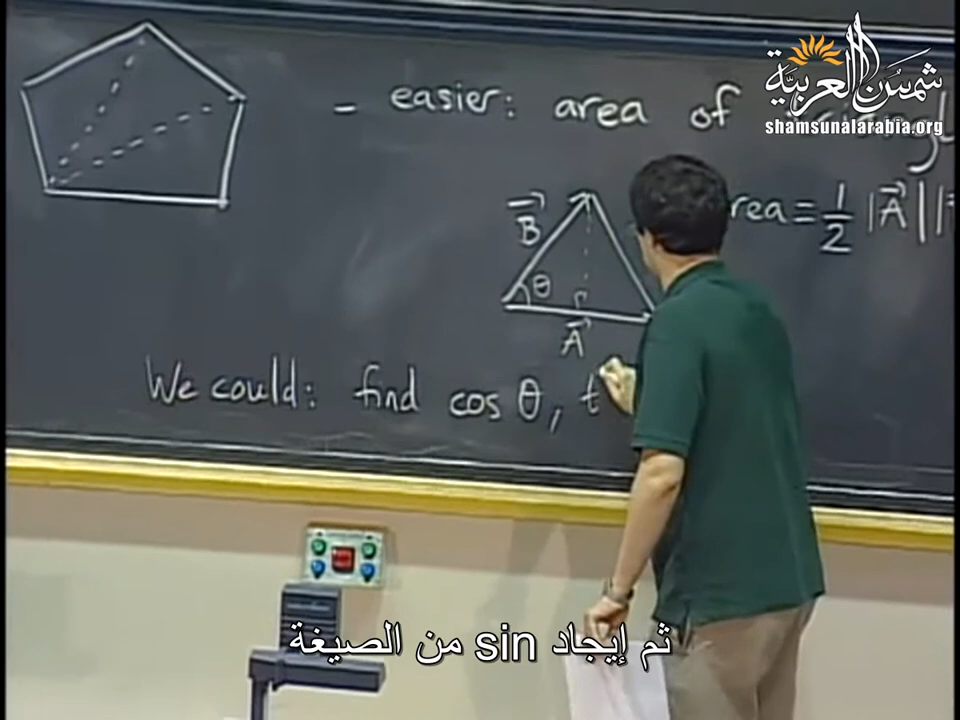 شمس العربية
shamsunalarabia.org
- easier: area of
B
θ
A
rea = 1/2 |A||
We could: find cos θ, t
ثم إيجاد sin من الصيغة